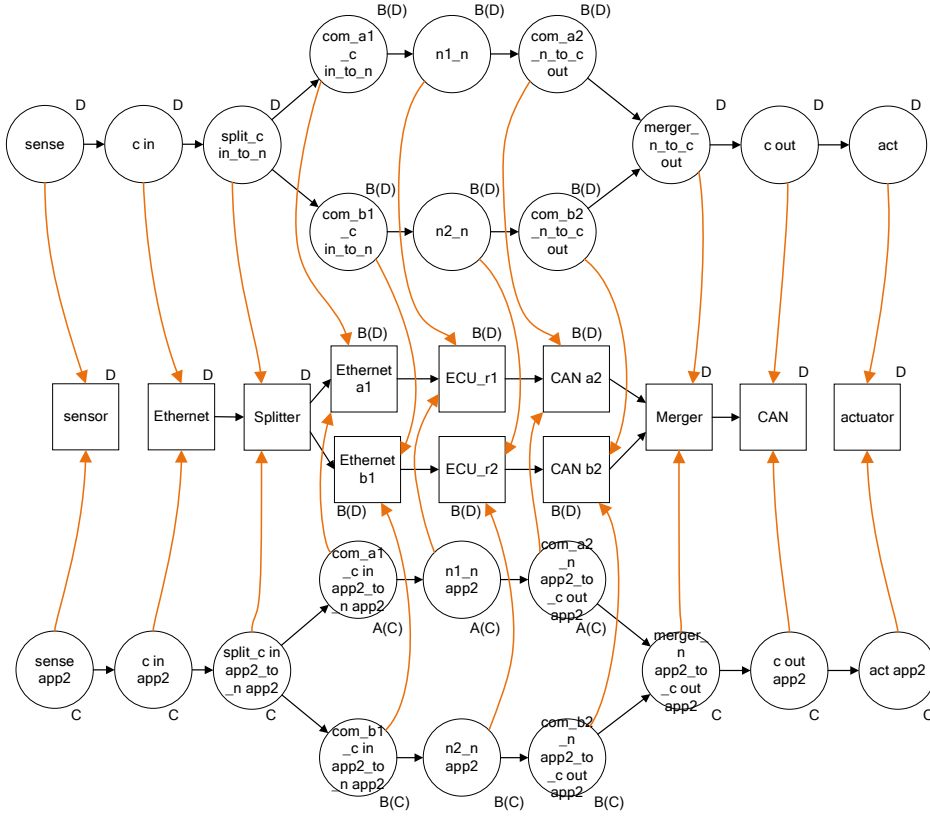 B(D)
B(D)
B(D)
com_a1
_c
in_to_n
n1_n
com_a2
_n_to_c
out
D
D
D
D
D
D
sense
c in
split_c
in_to_n
merger_
n_to_c
out
c out
act
B(D)
B(D)
B(D)
com_b1
_c
in_to_n
n2_n
com_b2
_n_to_c
out
B(D)
B(D)
B(D)
D
D
D
D
D
D
Ethernet
a1
ECU_r1
CAN a2
sensor
Ethernet
Splitter
Merger
CAN
actuator
Ethernet
b1
ECU_r2
CAN b2
B(D)
B(D)
B(D)
com_a1
_c in
app2_to
_n app2
n1_n
app2
com_a2
_n
app2_to
_c out
app2
A(C)
A(C)
A(C)
sense
app2
c in
app2
split_c in
app2_to
_n app2
merger_
n
app2_to
_c out
app2
c out
app2
act app2
C
C
C
C
C
C
com_b1
_c in
app2_to
_n app2
n2_n
app2
com_b2
_n
app2_to
_c out
app2
B(C)
B(C)
B(C)